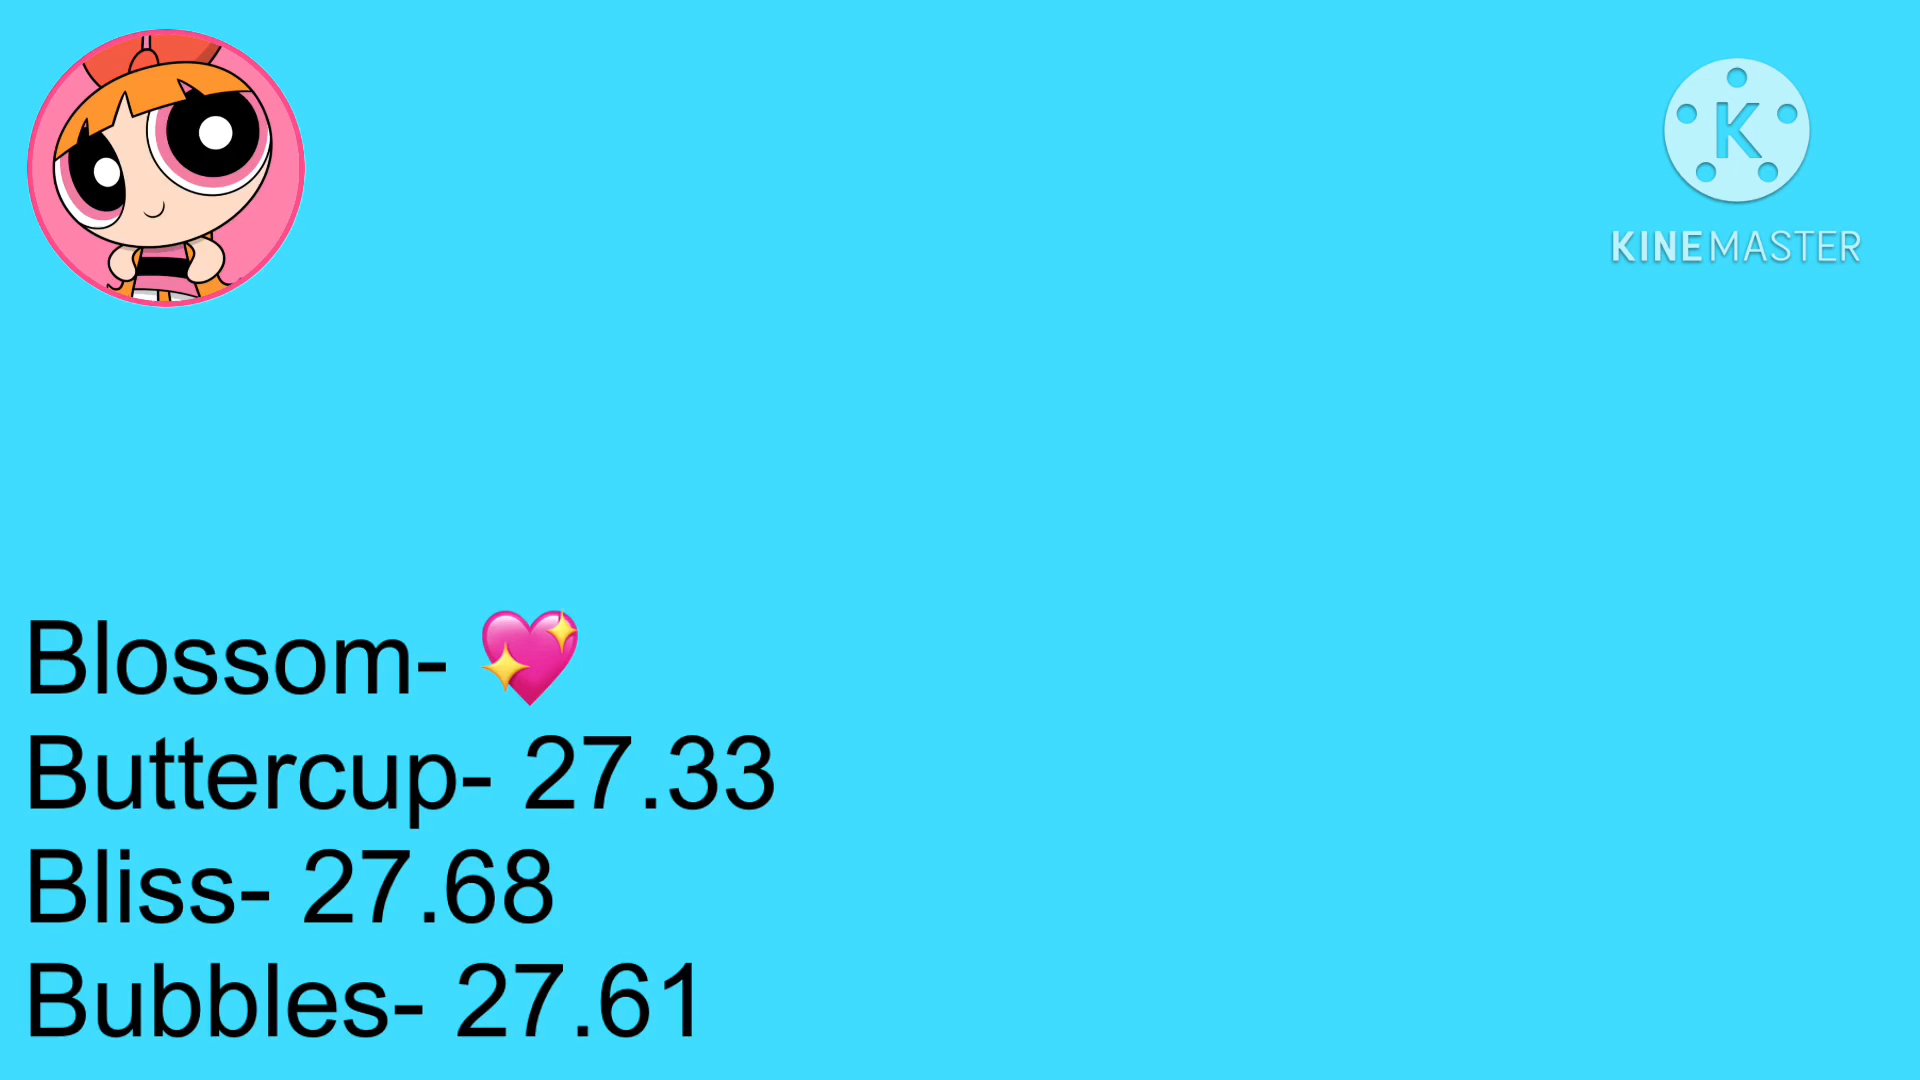 K
KINEMASTER
Blossom- 💖
Buttercup- 27.33
Bliss- 27.68
Bubbles- 27.61